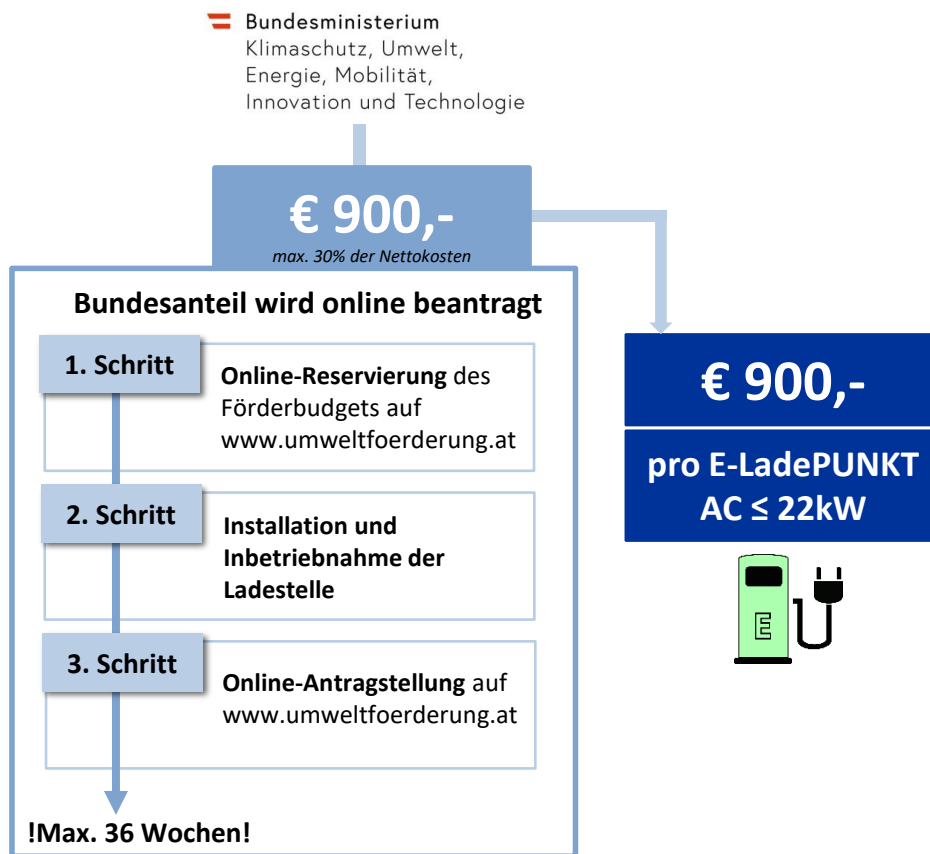 Bundesministerium
Klimaschutz, Umwelt,
Energie, Mobilität,
Innovation und Technologie
€ 900,-
max. 30% der Nettokosten
Bundesanteil wird online beantragt
1. Schritt
Online-Reservierung des
Förderbudgets auf
www.umweltfoerderung.at
2. Schritt
Installation und
Inbetriebnahme der
Ladestelle
3. Schritt
Online-Antragstellung auf
www.umweltfoerderung.at
!Max. 36 Wochen!
€ 900,-
pro E-LadePUNKT
AC ≤ 22kW
E